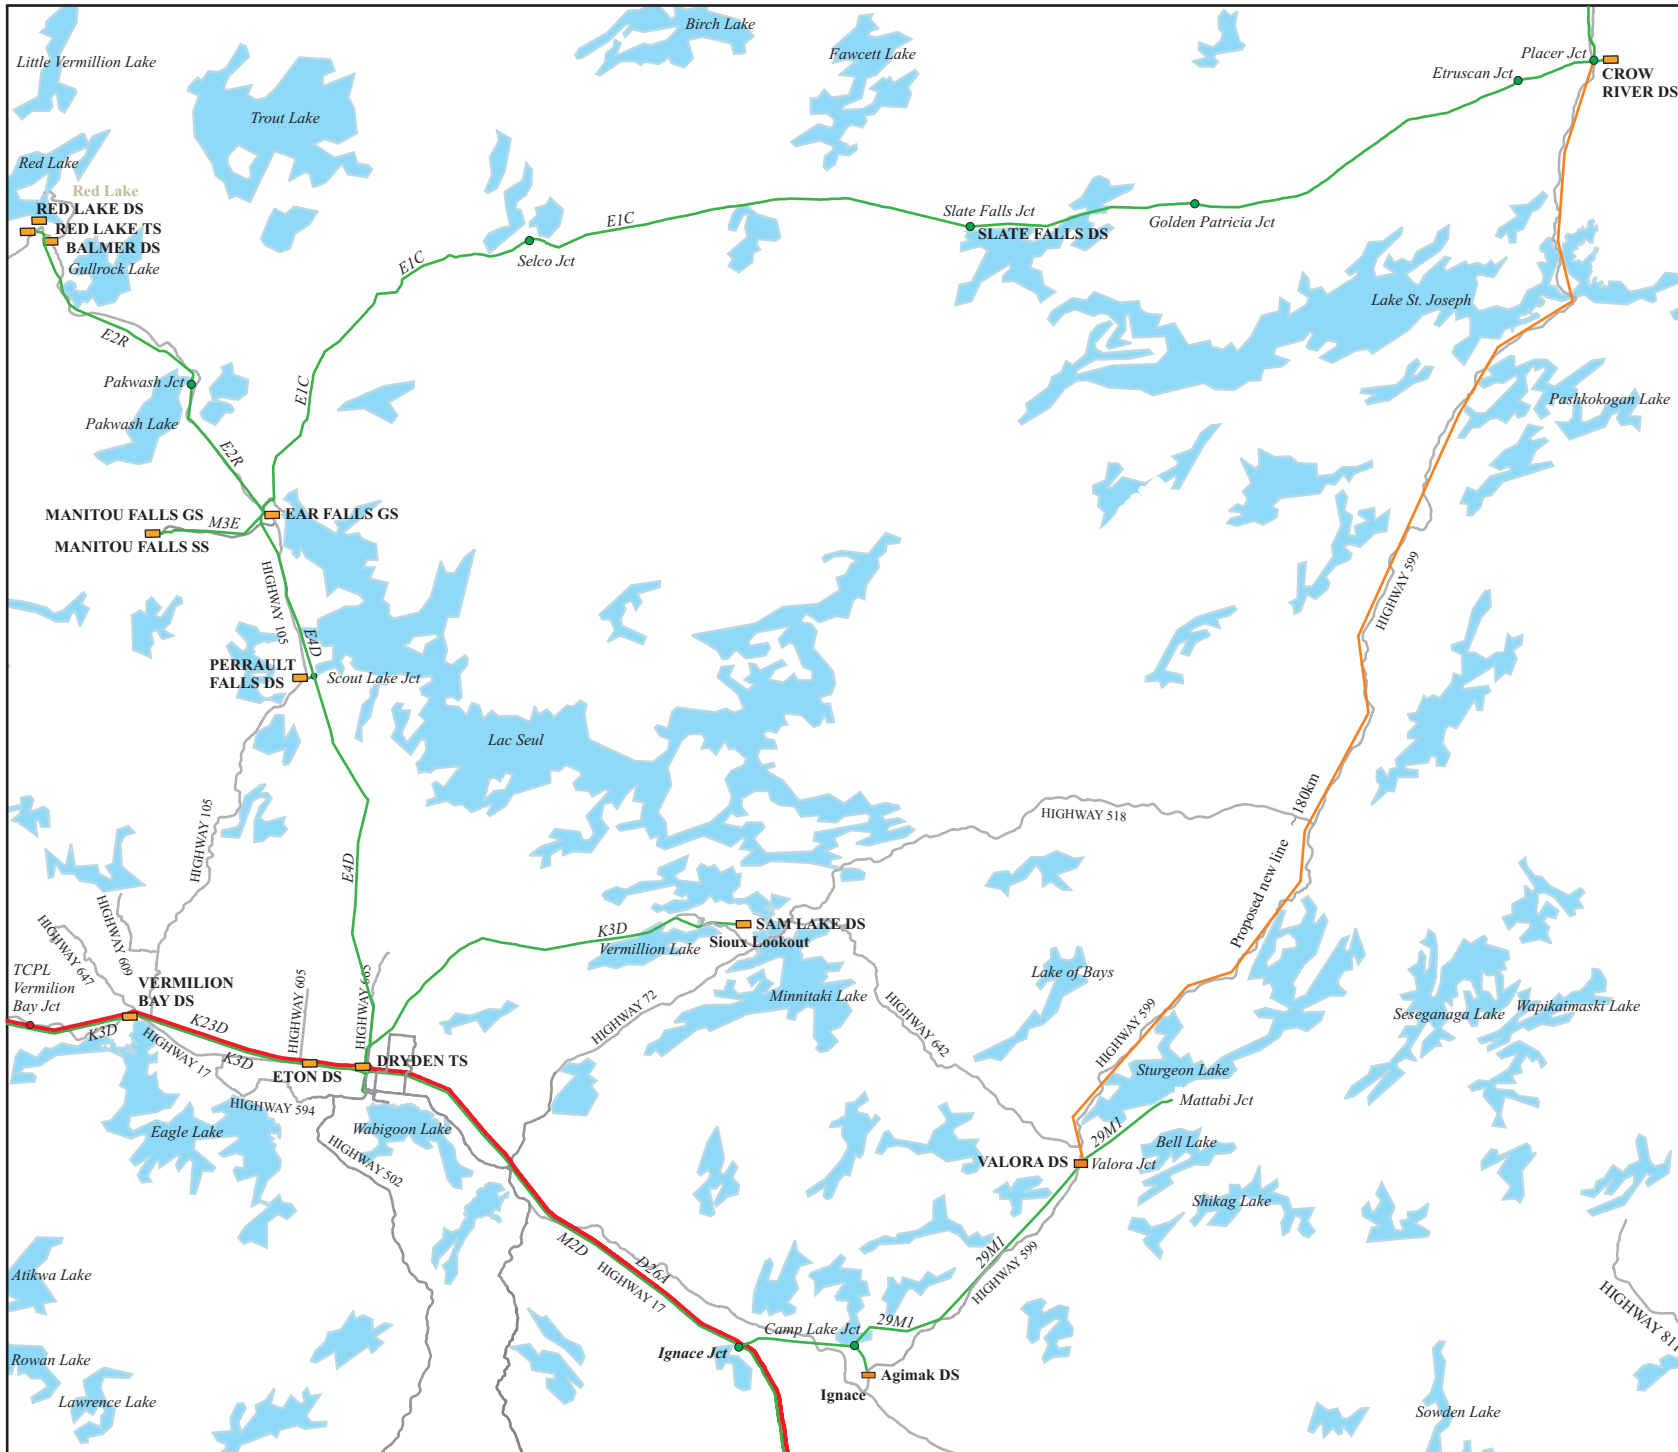 Birch Lake
Fawcett Lake
Little Vermillion Lake
Placer Jct
Etruscan Jct
CROW
RIVER DS
Trout Lake
Red Lake
Red Lake
RED LAKE DS
RED LAKE TS
BALMER DS
Gullrock Lake
E1C
Slate Falls Jct
SLATE FALLS DS
Golden Patricia Jct
E1C
Selco Jct
Lake St. Joseph
E2R
E1C
Pakwash Jct
Pakwash Lake
Pashkokogan Lake
E2R
MANITOU FALLS GS
M3E
EAR FALLS GS
MANITOU FALLS SS
HIGHWAY 105
HIGHWAY 599
E4D
PERRAULT
FALLS DS
Scout Lake Jct
Lac Seul
~180km
HIGHWAY 518
HIGHWAY 105
E4D
Proposed new line
K3D
SAM LAKE DS
Sioux Lookout
Vermillion Lake
HIGHWAY 609
HIGHWAY 647
TCPL
Vermilion
Bay Jct
VERMILION
BAY DS
Lake of Bays
Minnitaki Lake
HIGHWAY 605
HIGHWAY 72
HIGHWAY 642
HIGHWAY 599
Seseganaga Lake
Wapikaimaski Lake
K3D
K23D
HIGHWAY 17
K3D
ETON DS
DRYDEN TS
Sturgeon Lake
Mattabi Jct
HIGHWAY 594
Eagle Lake
Wabigoon Lake
29M1
Bell Lake
HIGHWAY 502
VALORA DS
Valora Jct
Shikag Lake
M2D
D26A
29M1
HIGHWAY 599
Atikwa Lake
HIGHWAY 17
HIGHWAY 811
Camp Lake Jct
29M1
Ignace Jct
Rowan Lake
Agimak DS
Ignace
Lawrence Lake
Sowden Lake